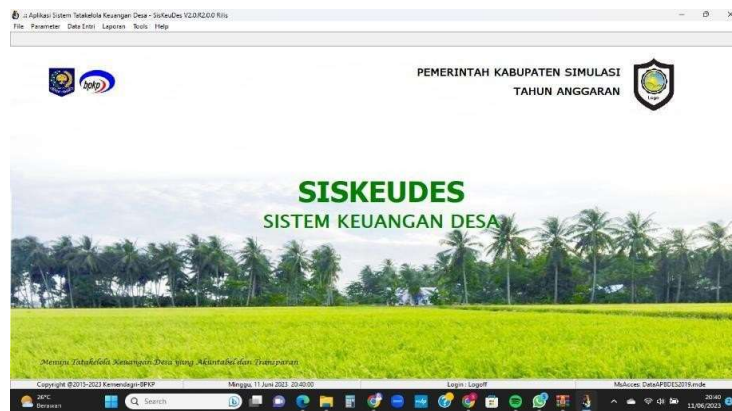 .:: Aplikasi Sistem Tatakelola Keuangan Desa - SisKeuDes V2.0.R2.0.0 Rilis
File Parameter Data Entri Laporan Tools Help
bpkp
PEMERINTAH KABUPATEN SIMULASI
TAHUN ANGGARAN
Logo
SISKEUDES
SISTEM KEUANGAN DESA
Menuju Tatakelola Keuangan Desa yang Akuntabel dan Transparan
Copyright @2015-2023 Kemendagri-BPKP Minggu, 11 Juni 2023 20:40:00 Login : Logoff MsAcces: DataAPBDES2019.mde
26°C
Berawan
Search
20:40
11/06/2023